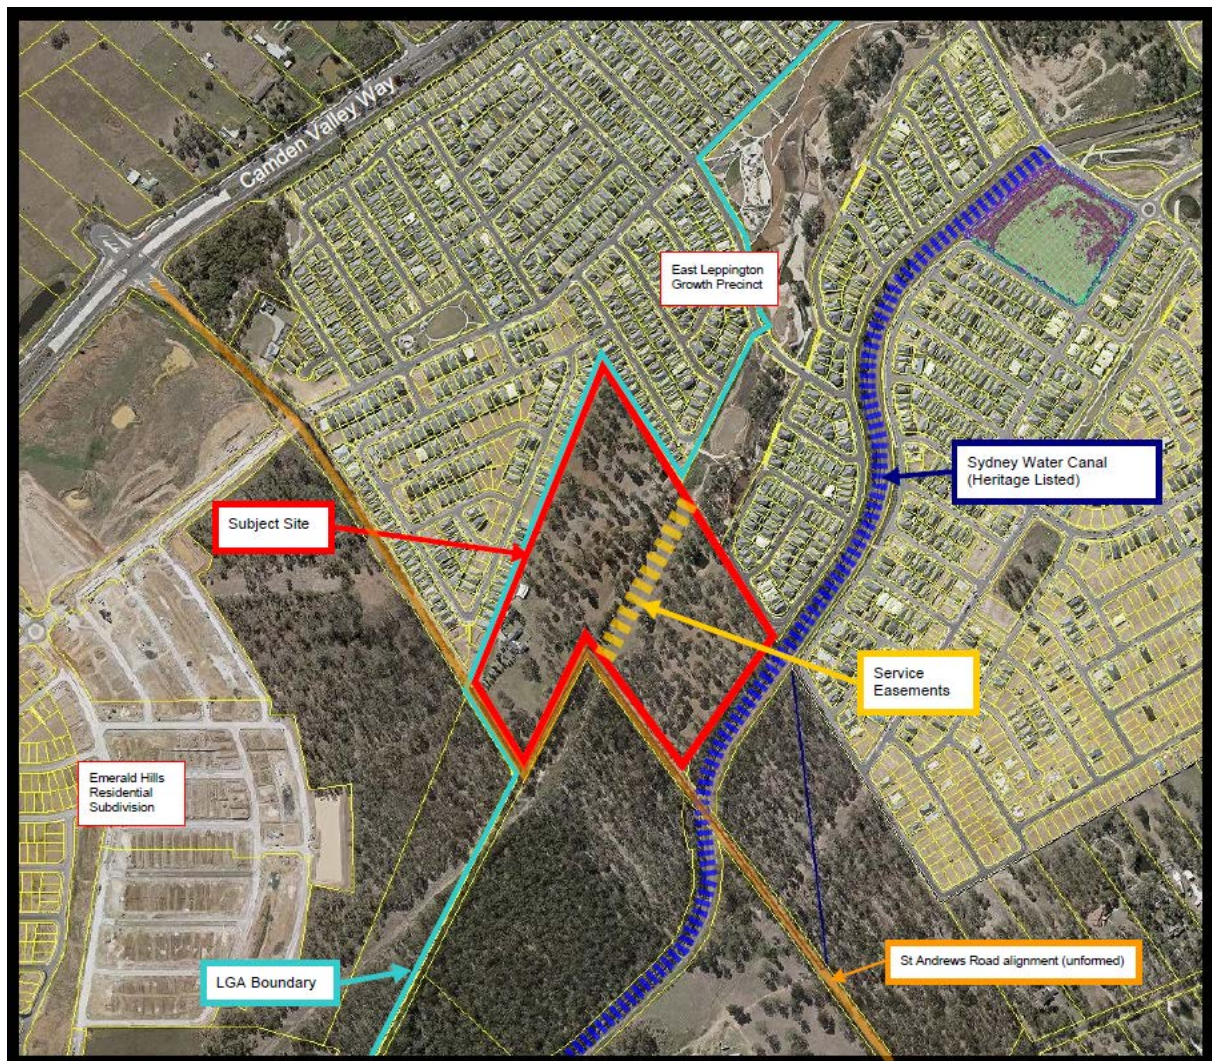 Camden Valley Way
East Leppington
Growth Precinct
Sydney Water Canal
(Heritage Listed)
Subject Site
Service
Easements
Emerald Hills
Residential
Subdivision
St Andrews Road alignment (unformed)
LGA Boundary